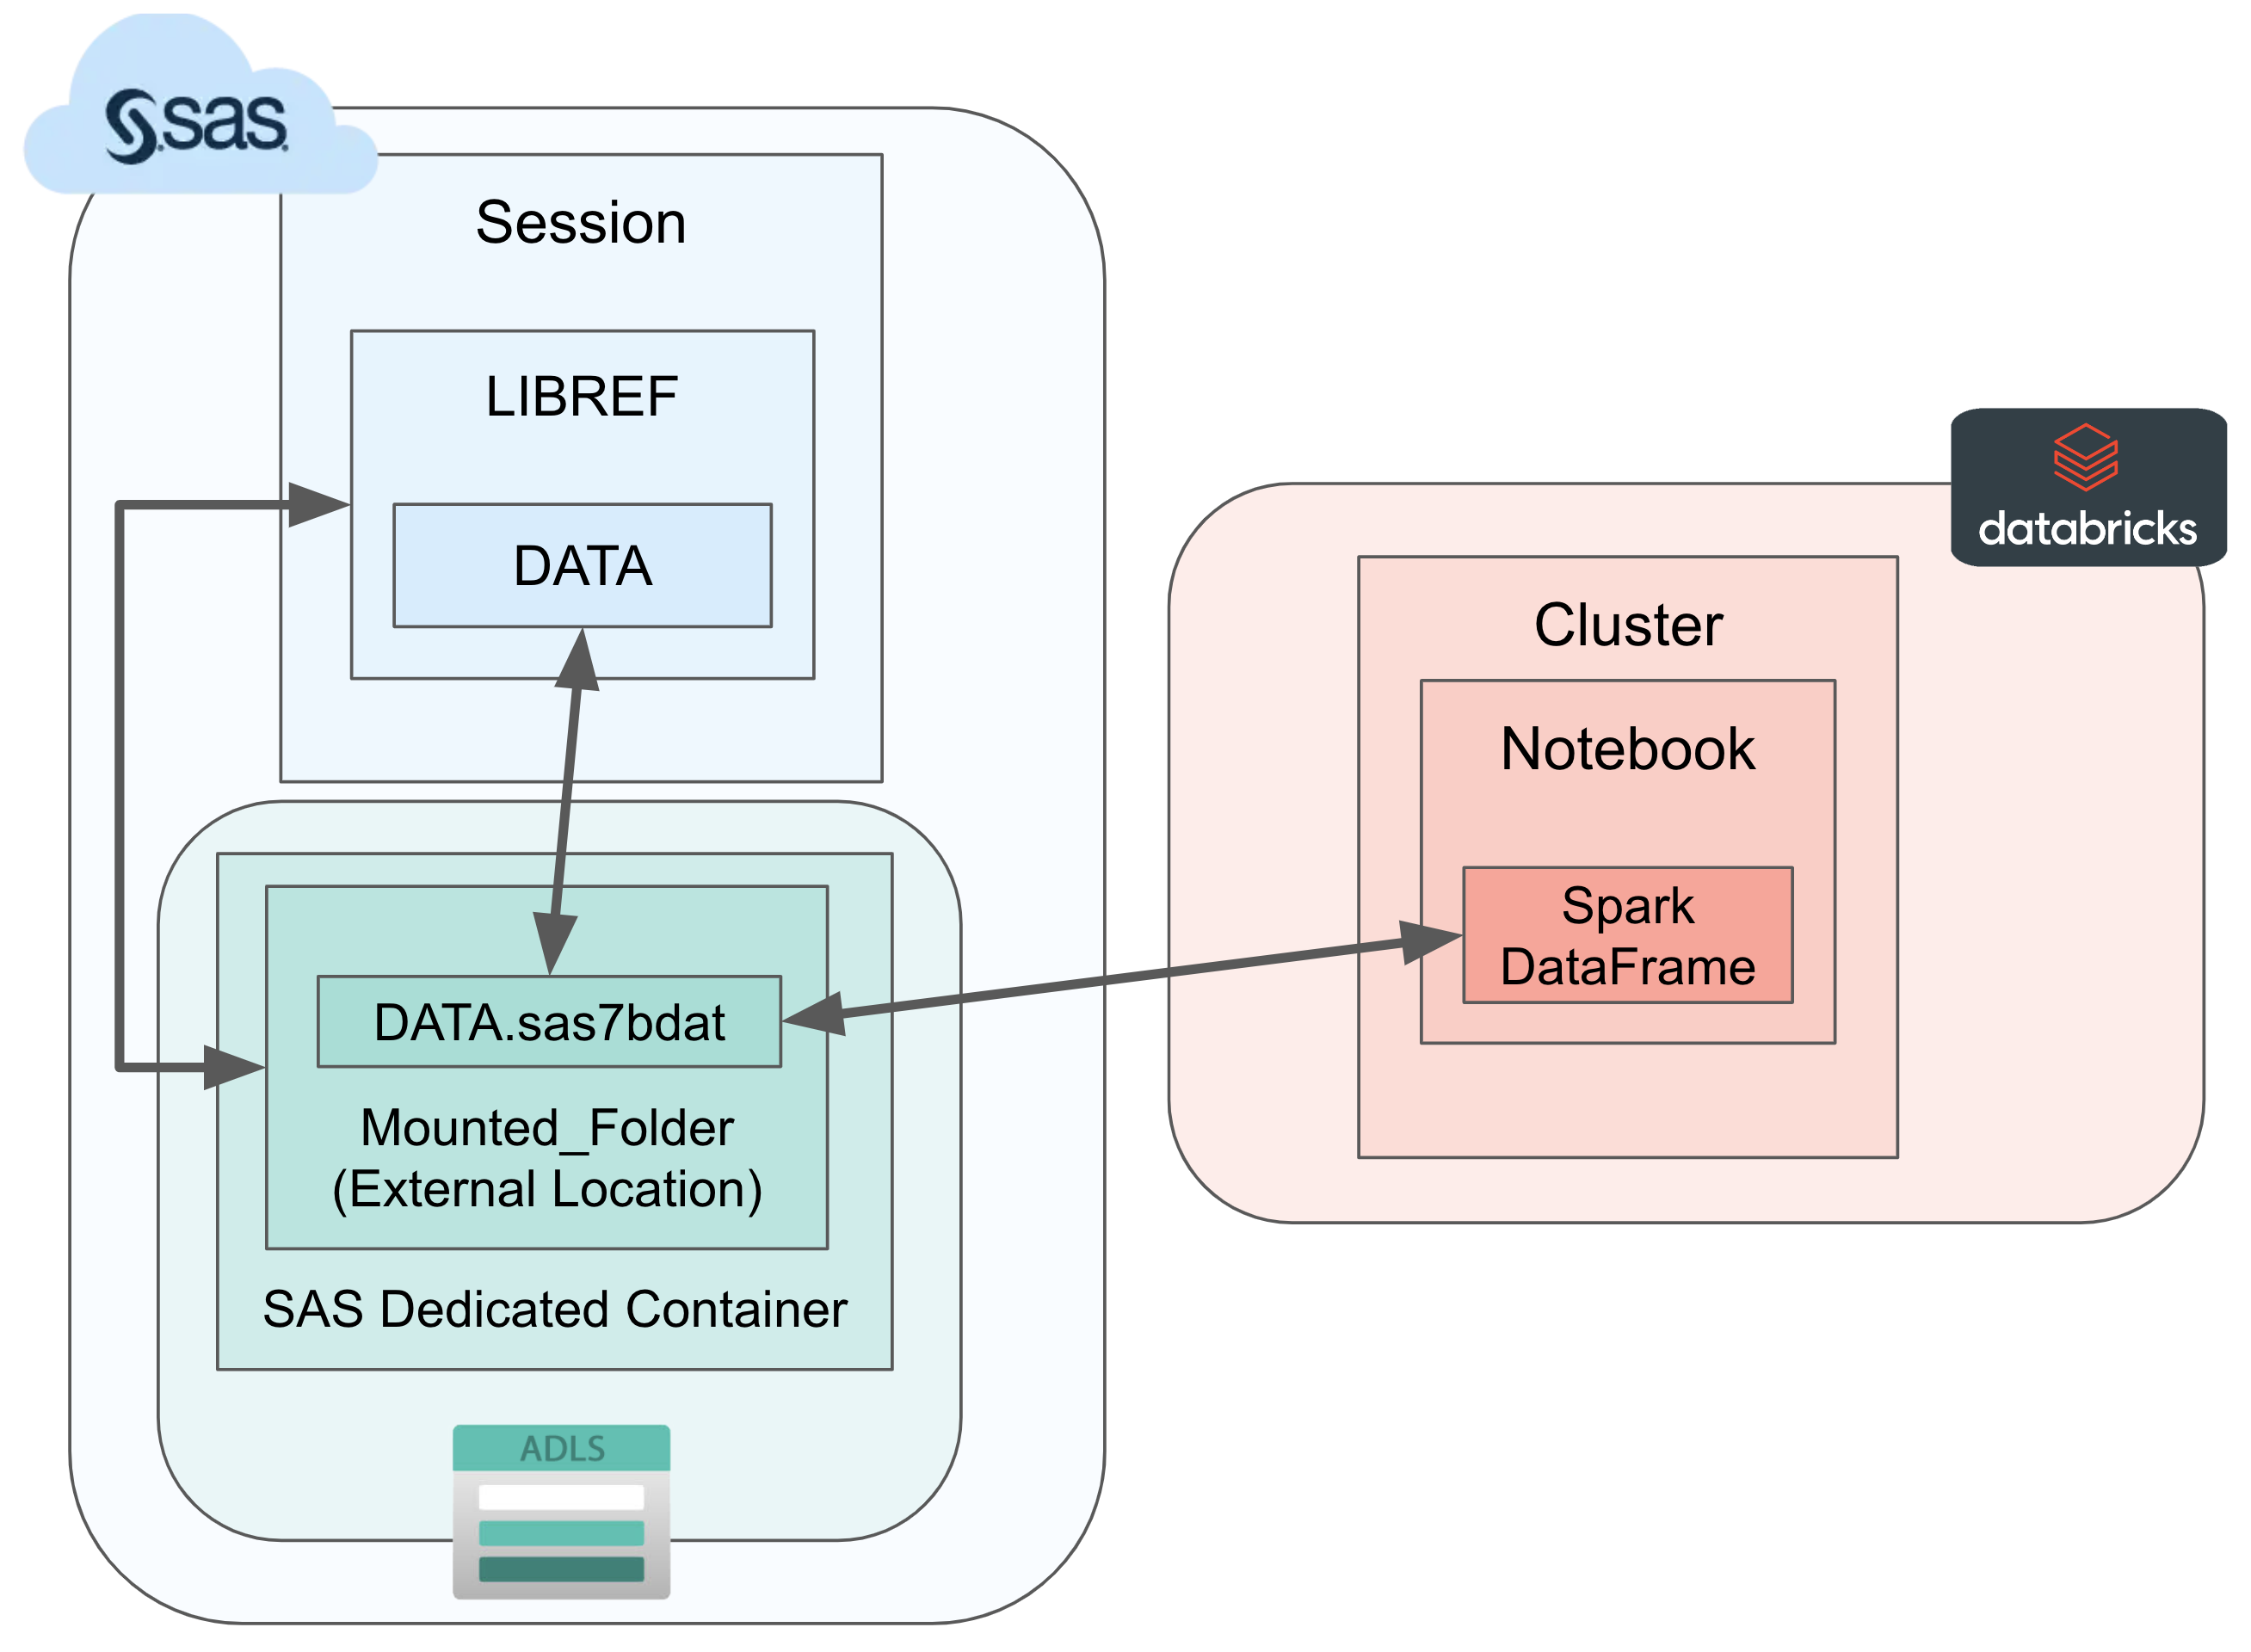 sas
Session
LIBREF
DATA
DATA.sas7bdat
Mounted_Folder
(External Location)
SAS Dedicated Container
ADLS
databricks
Cluster
Notebook
Spark
DataFrame